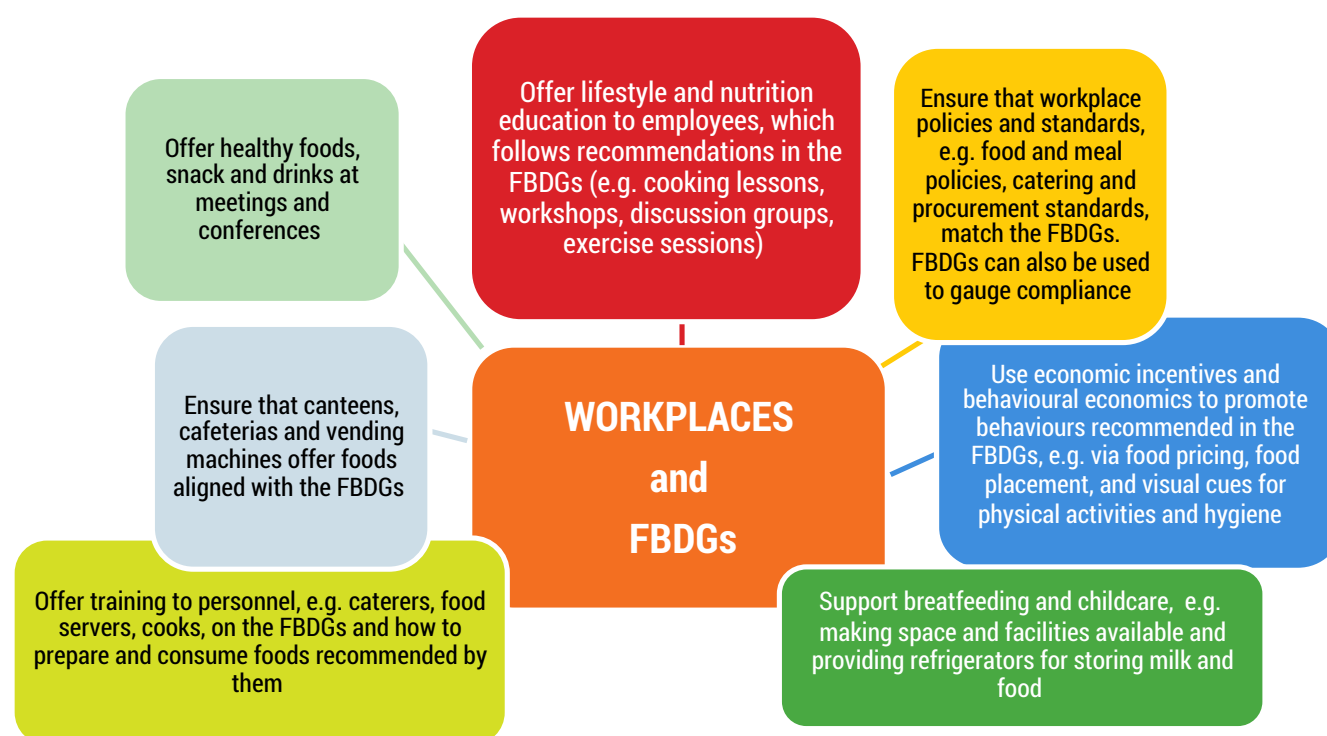 Offer healthy foods,
snack and drinks at
meetings and
conferences
Offer lifestyle and nutrition
education to employees, which
follows recommendations in the
FBDGs (e.g. cooking lessons,
workshops, discussion groups,
exercise sessions)
Ensure that workplace
policies and standards,
e.g. food and meal
policies, catering and
procurement standards,
match the FBDGs.
FBDGs can also be used
to gauge compliance
Ensure that canteens,
cafeterias and vending
machines offer foods
aligned with the FBDGs
WORKPLACES
and
FBDGs
Use economic incentives and
behavioural economics to promote
behaviours recommended in the
FBDGs, e.g. via food pricing, food
placement, and visual cues for
physical activities and hygiene
Offer training to personnel, e.g. caterers, food
servers, cooks, on the FBDGs and how to
prepare and consume foods recommended by
them
Support breatfeeding and childcare, e.g.
making space and facilities available and
providing refrigerators for storing milk and
food